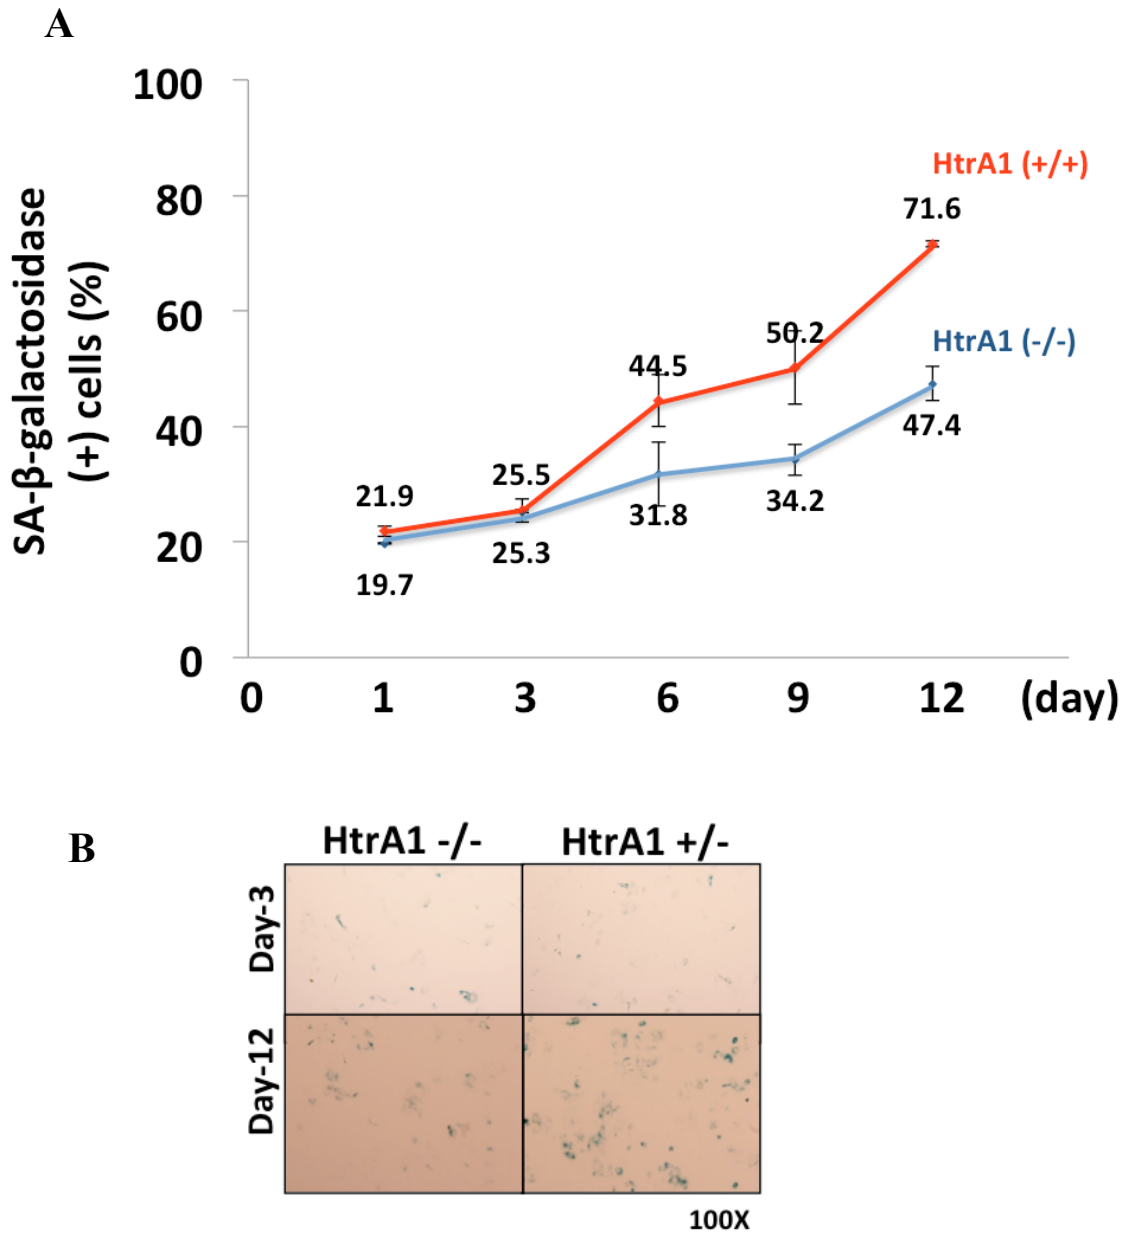 A
100
80
60
40
20
0
SA-β-galactosidase
(+) cells (%)
HtrA1 (+/+)
71.6
50.2
44.5
25.5
21.9
HtrA1 (-/-)
47.4
34.2
31.8
25.3
19.7
0 1 3 6 9 12 (day)
B
HtrA1 -/- HtrA1 +/-
Day-3
Day-12
100X